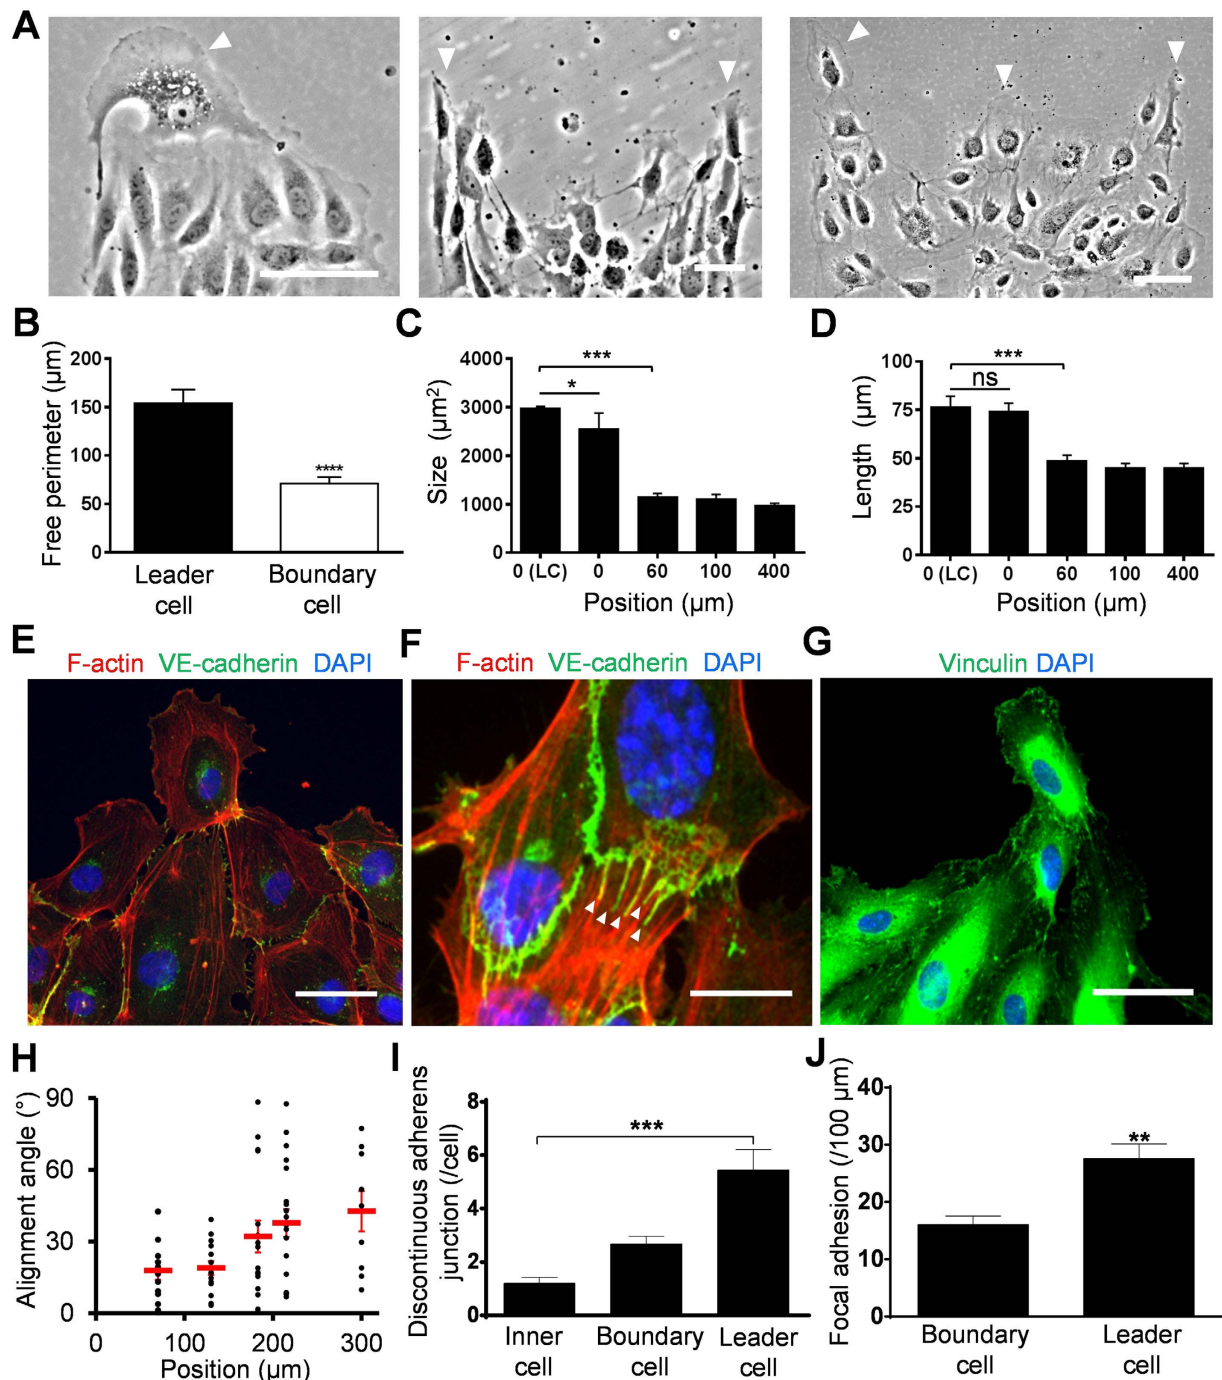 A
B
Free perimeter (µm)
200
150
100
50
0
****
Leader
cell
Boundary
cell
C
Size (µm²)
4000
3000
2000
1000
0
***
*
0 (LC)
0
60
100
400
Position (µm)
D
Length (µm)
100
75
50
25
0
***
ns
0 (LC)
0
60
100
400
Position (µm)
E
F-actin VE-cadherin DAPI
F
F-actin VE-cadherin DAPI
G
Vinculin DAPI
H
Alignment angle (°)
90
60
30
0
0
100
200
300
Position (µm)
I
Discontinuous adherens
junction (/cell)
8
6
4
2
0
***
Inner
cell
Boundary
cell
Leader
cell
J
Focal adhesion (/100 µm)
40
30
20
10
0
**
Boundary
cell
Leader
cell